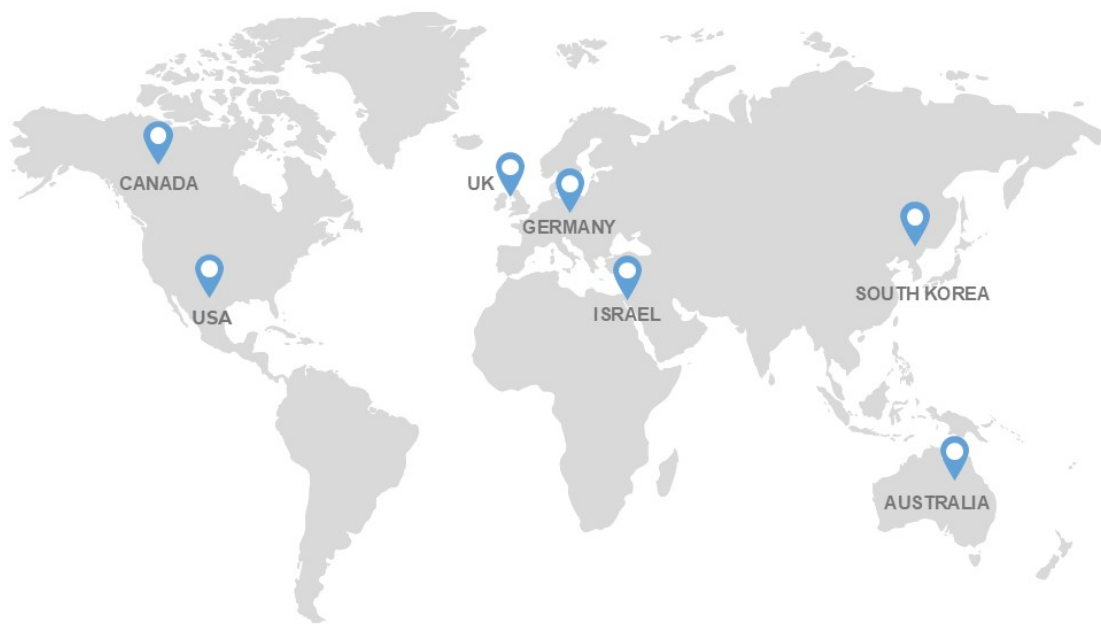 CANADA
UK
GERMANY
SOUTH KOREA
ISRAEL
USA
AUSTRALIA